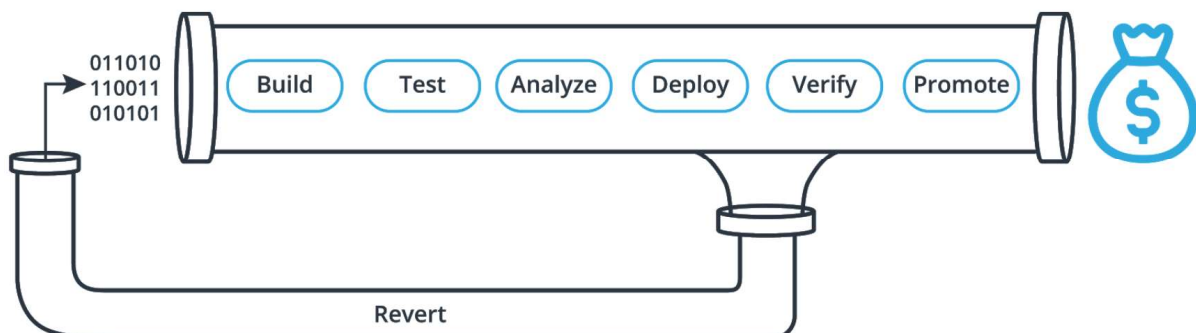 011010
110011
010101
Build
Test
Analyze
Deploy
Verify
Promote
$
Revert